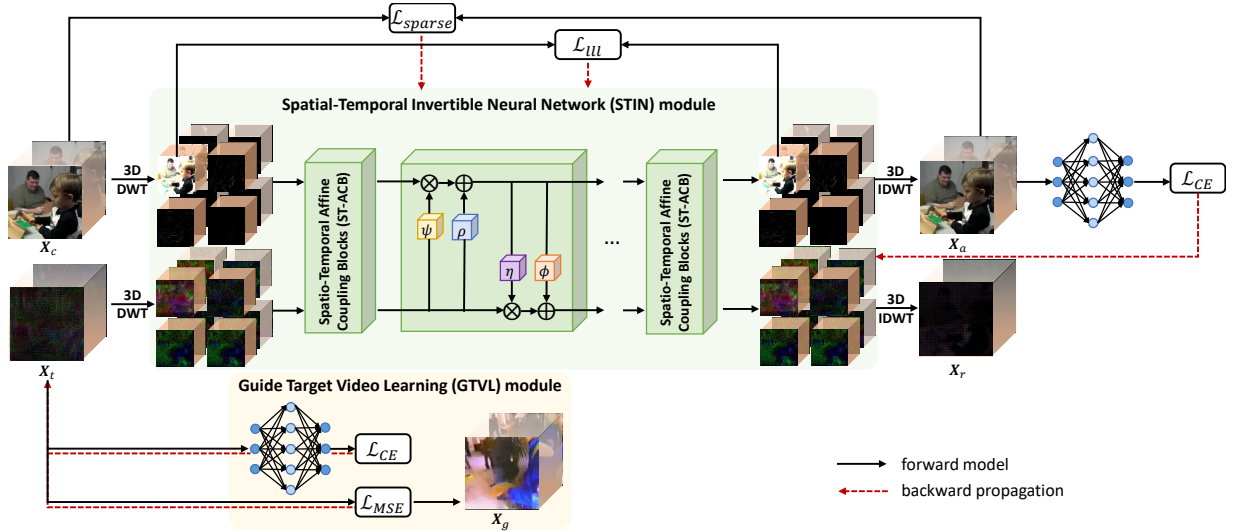 ℒ_sparse
ℒ_lll
Spatial-Temporal Invertible Neural Network (STIN) module
3D
DWT
X_c
Spatio-Temporal Affine
Coupling Blocks (ST-ACB)
ψ
ρ
η
ϕ
...
Spatio-Temporal Affine
Coupling Blocks (ST-ACB)
3D
IDWT
X_a
ℒ_CE
3D
DWT
X_t
3D
IDWT
X_r
Guide Target Video Learning (GTVL) module
ℒ_CE
ℒ_MSE
X_g
forward model
backward propagation